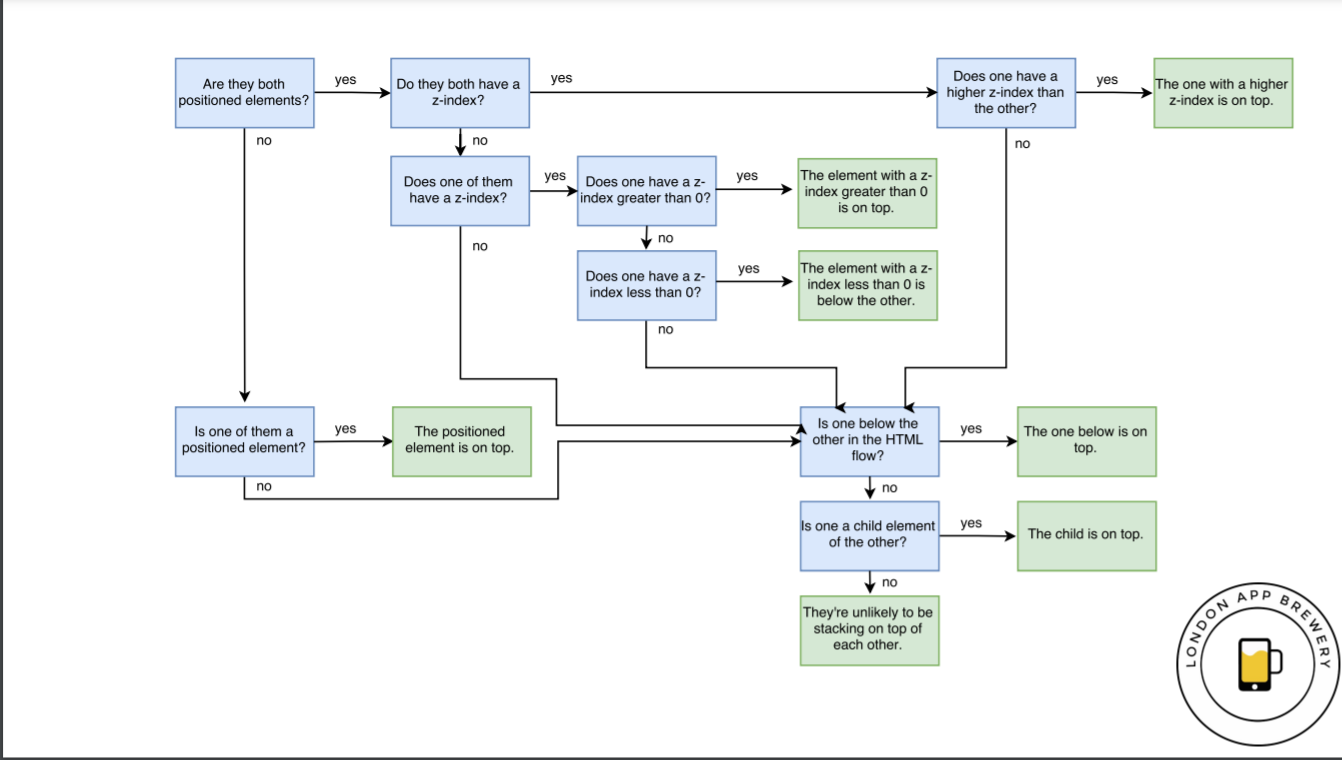 Are they both
positioned elements?
yes
Do they both have a
z-index?
yes
Does one have a
higher z-index than
the other?
yes
The one with a higher
z-index is on top.
no
no
no
Does one of them
have a z-index?
yes
Does one have a z-
index greater than 0?
yes
The element with a z-
index greater than 0
is on top.
no
no
Does one have a z-
index less than 0?
yes
The element with a z-
index less than 0 is
below the other.
no
Is one of them a
positioned element?
yes
The positioned
element is on top.
no
Is one below the
other in the HTML
flow?
yes
The one below is on
top.
no
Is one a child element
of the other?
yes
The child is on top.
no
They're unlikely to be
stacking on top of
each other.
LONDON APP BREWERY